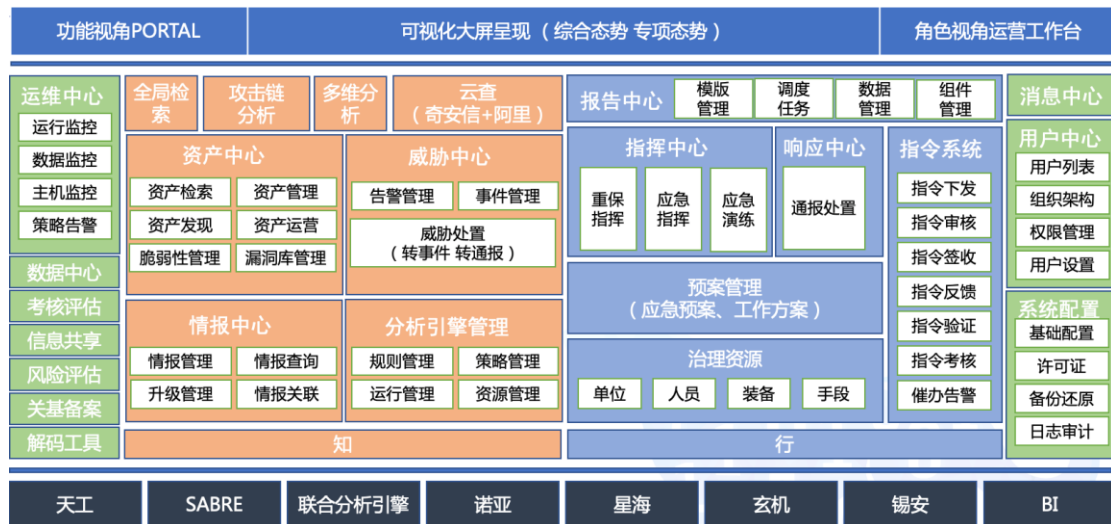 功能视角PORTAL
可视化大屏呈现（综合态势 专项态势）
角色视角运营工作台
运维中心
运行监控
数据监控
主机监控
策略告警
数据中心
考核评估
信息共享
风险评估
关基备案
解码工具
全局检
索
攻击链
分析
多维分
析
云查
（奇安信+阿里）
资产中心
资产检索
资产管理
资产发现
资产运营
脆弱性管理
漏洞库管理
威胁中心
告警管理
事件管理
威胁处置
（转事件 转通报）
情报中心
情报管理
情报查询
升级管理
情报关联
分析引擎管理
规则管理
策略管理
运行管理
资源管理
知
报告中心
模版
管理
调度
任务
数据
管理
组件
管理
指挥中心
重保
指挥
应急
指挥
应急
演练
响应中心
通报处置
预案管理
（应急预案、工作方案）
治理资源
单位
人员
装备
手段
指令系统
指令下发
指令审核
指令签收
指令反馈
指令验证
指令考核
催办告警
行
消息中心
用户中心
用户列表
组织架构
权限管理
用户设置
系统配置
基础配置
许可证
备份还原
日志审计
天工
SABRE
联合分析引擎
诺亚
星海
玄机
锡安
BI